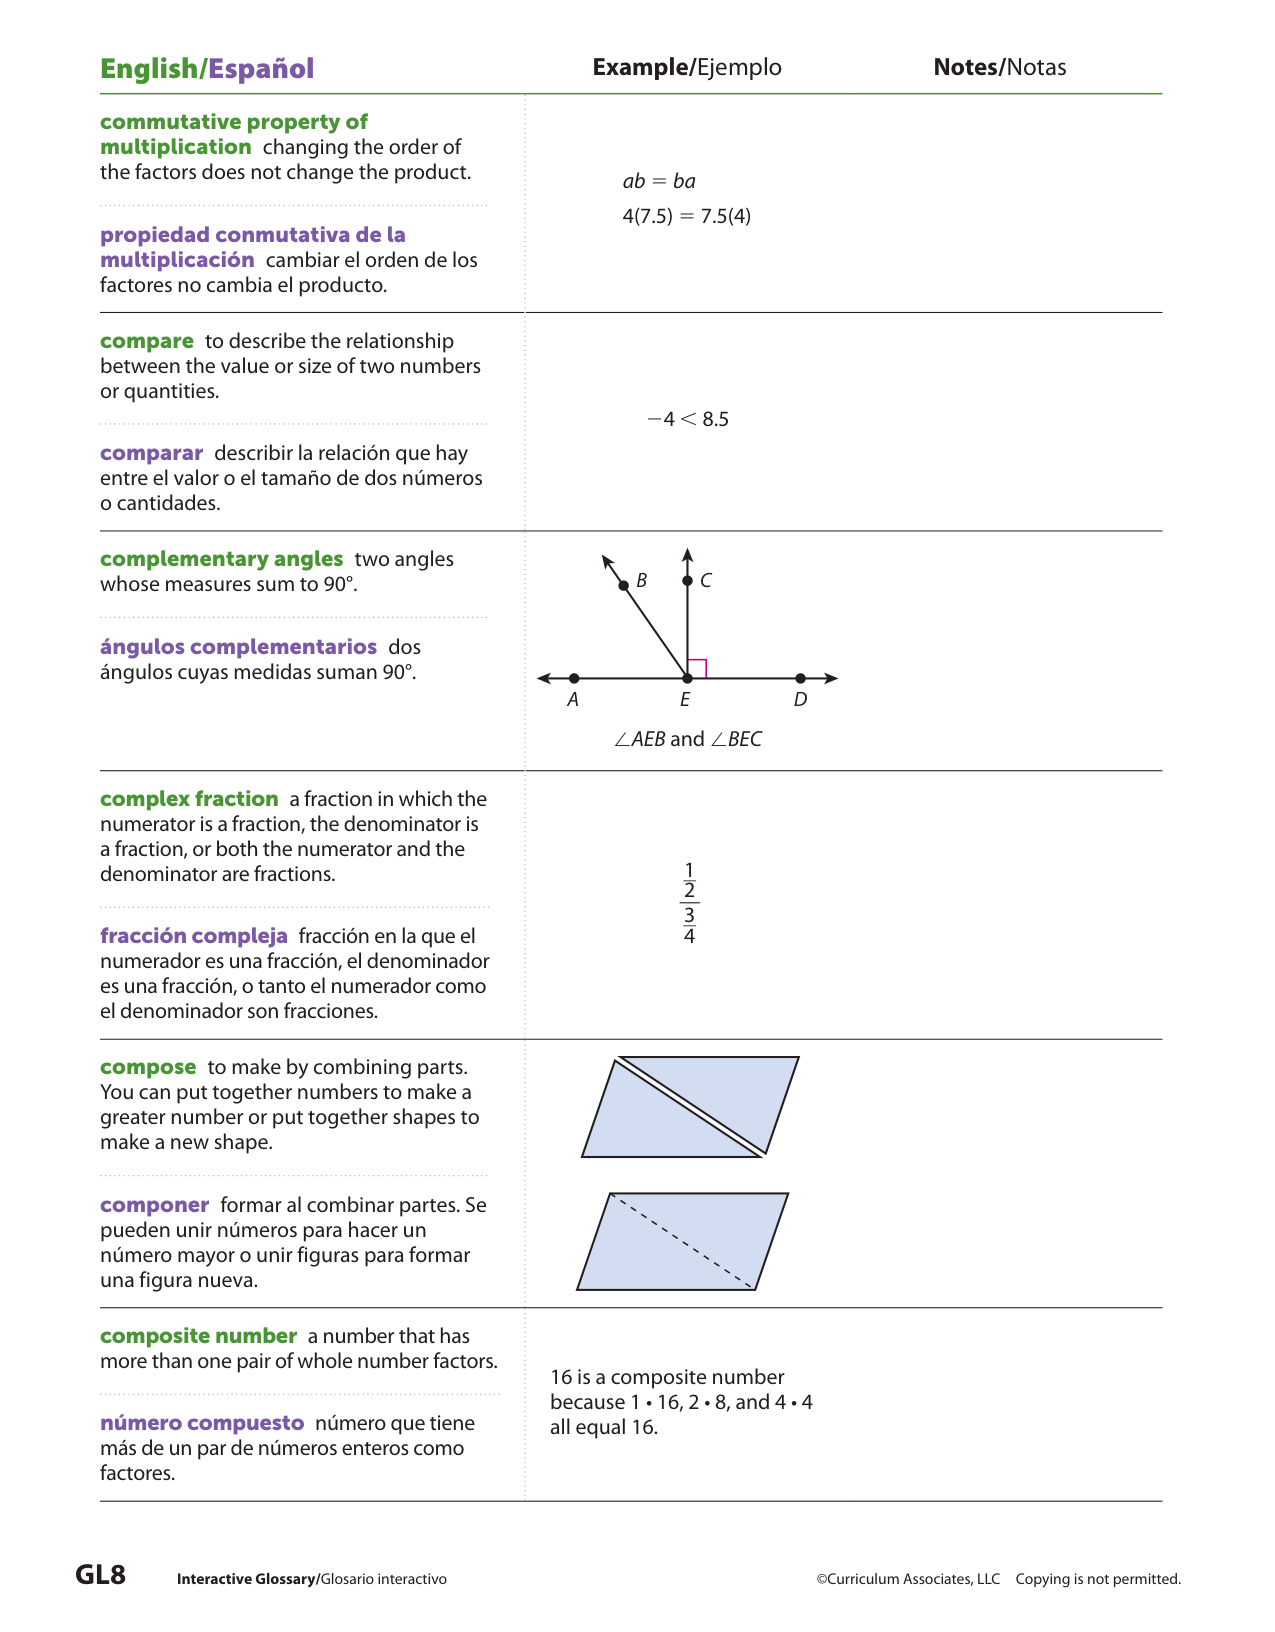 English/Español
Example/Ejemplo
Notes/Notas
commutative property of
multiplication changing the order of
the factors does not change the product.
propiedad conmutativa de la
multiplicación cambiar el orden de los
factores no cambia el producto.
ab = ba
4(7.5) = 7.5(4)
compare to describe the relationship
between the value or size of two numbers
or quantities.
comparar describir la relación que hay
entre el valor o el tamaño de dos números
o cantidades.
−4 < 8.5
complementary angles two angles
whose measures sum to 90°.
ángulos complementarios dos
ángulos cuyas medidas suman 90°.
B
C
A
E
D
∠AEB and ∠BEC
complex fraction a fraction in which the
numerator is a fraction, the denominator is
a fraction, or both the numerator and the
denominator are fractions.
fracción compleja fracción en la que el
numerador es una fracción, el denominador
es una fracción, o tanto el numerador como
el denominador son fracciones.
1
2
3
4
compose to make by combining parts.
You can put together numbers to make a
greater number or put together shapes to
make a new shape.
componer formar al combinar partes. Se
pueden unir números para hacer un
número mayor o unir figuras para formar
una figura nueva.
composite number a number that has
more than one pair of whole number factors.
número compuesto número que tiene
más de un par de números enteros como
factores.
16 is a composite number
because 1 • 16, 2 • 8, and 4 • 4
all equal 16.
GL8
Interactive Glossary/Glosario interactivo
©Curriculum Associates, LLC Copying is not permitted.